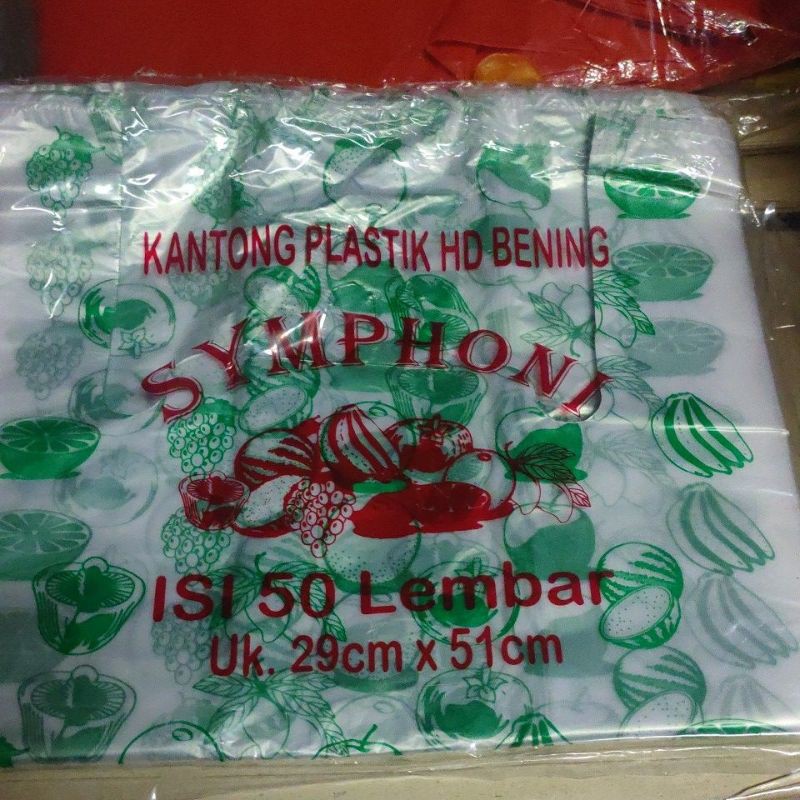 KANTONG PLASTIK HD BENING
SYMPHONI
ISI 50 Lembar
Uk. 29cm x 51cm